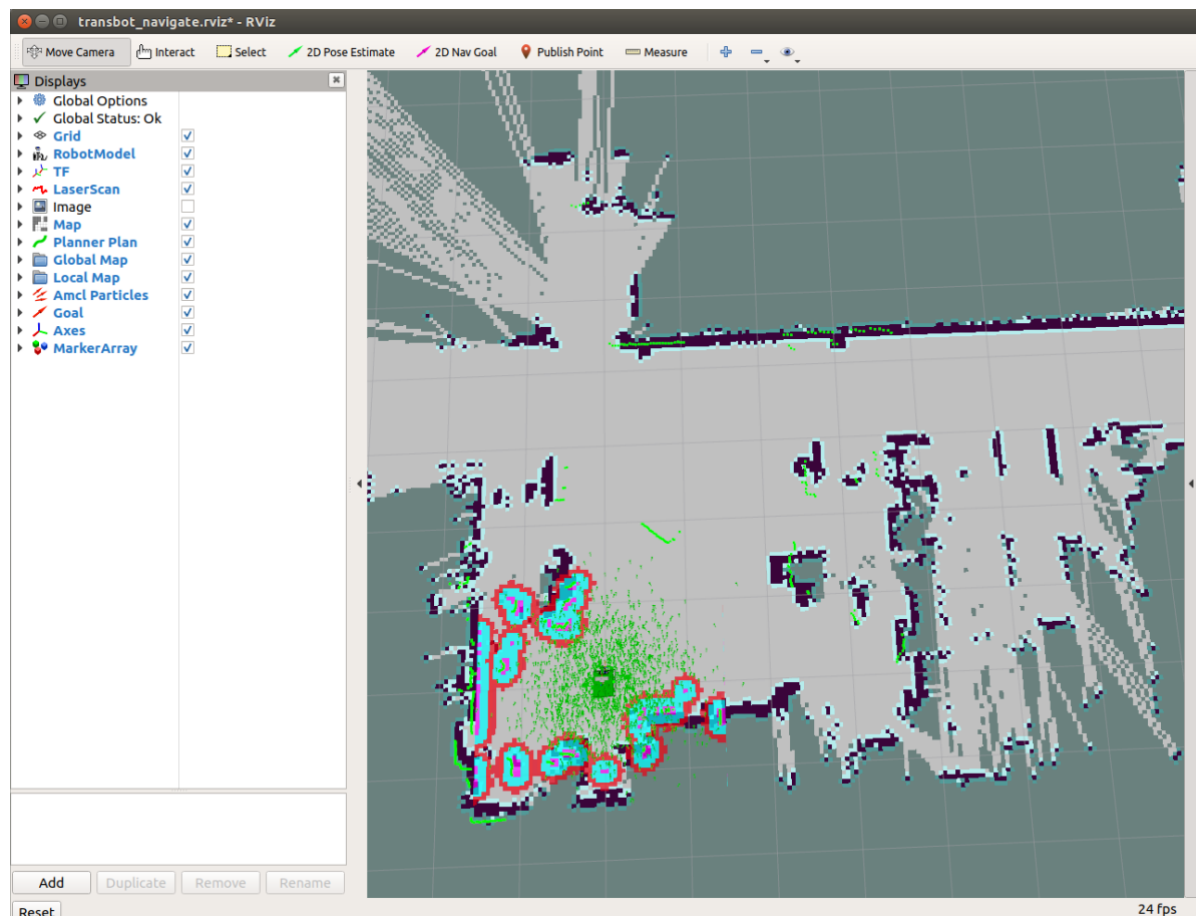 transbot_navigate.rviz* - RViz
Move Camera Interact Select 2D Pose Estimate 2D Nav Goal Publish Point Measure
Displays
Global Options
Global Status: Ok
Grid
RobotModel
TF
LaserScan
Image
Map
Planner Plan
Global Map
Local Map
Amcl Particles
Goal
Axes
MarkerArray
Add Duplicate Remove Rename
Reset 24 fps